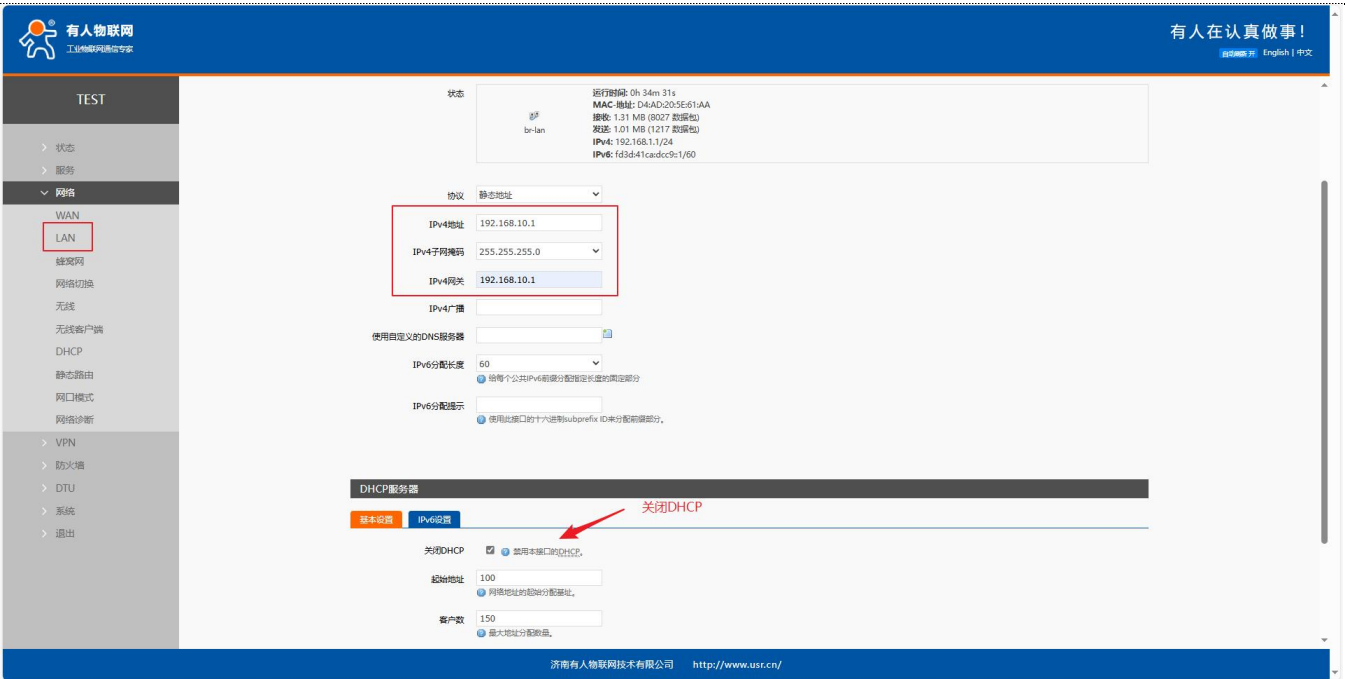 有人物联网
工业物联网通信专家
有人在认真做事!
自动刷新 开 English | 中文
TEST
状态
服务
网络
WAN
LAN
蜂窝网
网络切换
无线
无线客户端
DHCP
静态路由
网口模式
网络诊断
VPN
防火墙
DTU
系统
退出
状态
br-lan
运行时间: 0h 34m 31s
MAC-地址: D4:AD:20:5E:61:AA
接收: 1.31 MB (8027 数据包)
发送: 1.01 MB (1217 数据包)
IPv4: 192.168.1.1/24
IPv6: fd3d:41ca:dcc9::1/60
协议 静态地址
IPv4地址 192.168.10.1
IPv4子网掩码 255.255.255.0
IPv4网关 192.168.10.1
IPv4广播
使用自定义的DNS服务器
IPv6分配长度 60
给每个公共IPv6前缀分配指定长度的固定部分
IPv6分配提示
使用此接口的十六进制subprefix ID来分配前缀部分。
DHCP服务器
关闭DHCP
基本设置 IPv6设置
关闭DHCP 禁用本接口的DHCP。
起始地址 100
网络地址的起始分配基址。
客户数 150
最大地址分配数量。
济南有人物联网技术有限公司 http://www.usr.cn/